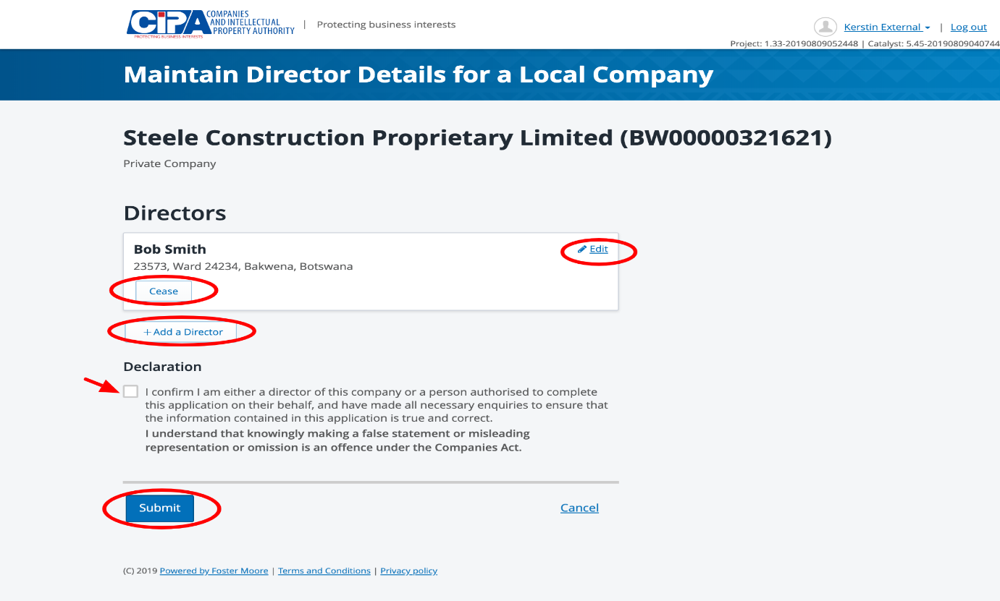 CIPA COMPANIES
AND INTELLECTUAL
PROPERTY AUTHORITY
PROTECTING BUSINESS INTERESTS
| Protecting business interests
Kerstin External | Log out
Project: 1.33-20190809052448 | Catalyst: 5.45-20190809040744
Maintain Director Details for a Local Company
Steele Construction Proprietary Limited (BW00000321621)
Private Company
Directors
Bob Smith
Edit
23573, Ward 24234, Bakwena, Botswana
Cease
+ Add a Director
Declaration
I confirm I am either a director of this company or a person authorised to complete
this application on their behalf, and have made all necessary enquiries to ensure that
the information contained in this application is true and correct.
I understand that knowingly making a false statement or misleading
representation or omission is an offence under the Companies Act.
Submit
Cancel
(C) 2019 Powered by Foster Moore | Terms and Conditions | Privacy policy